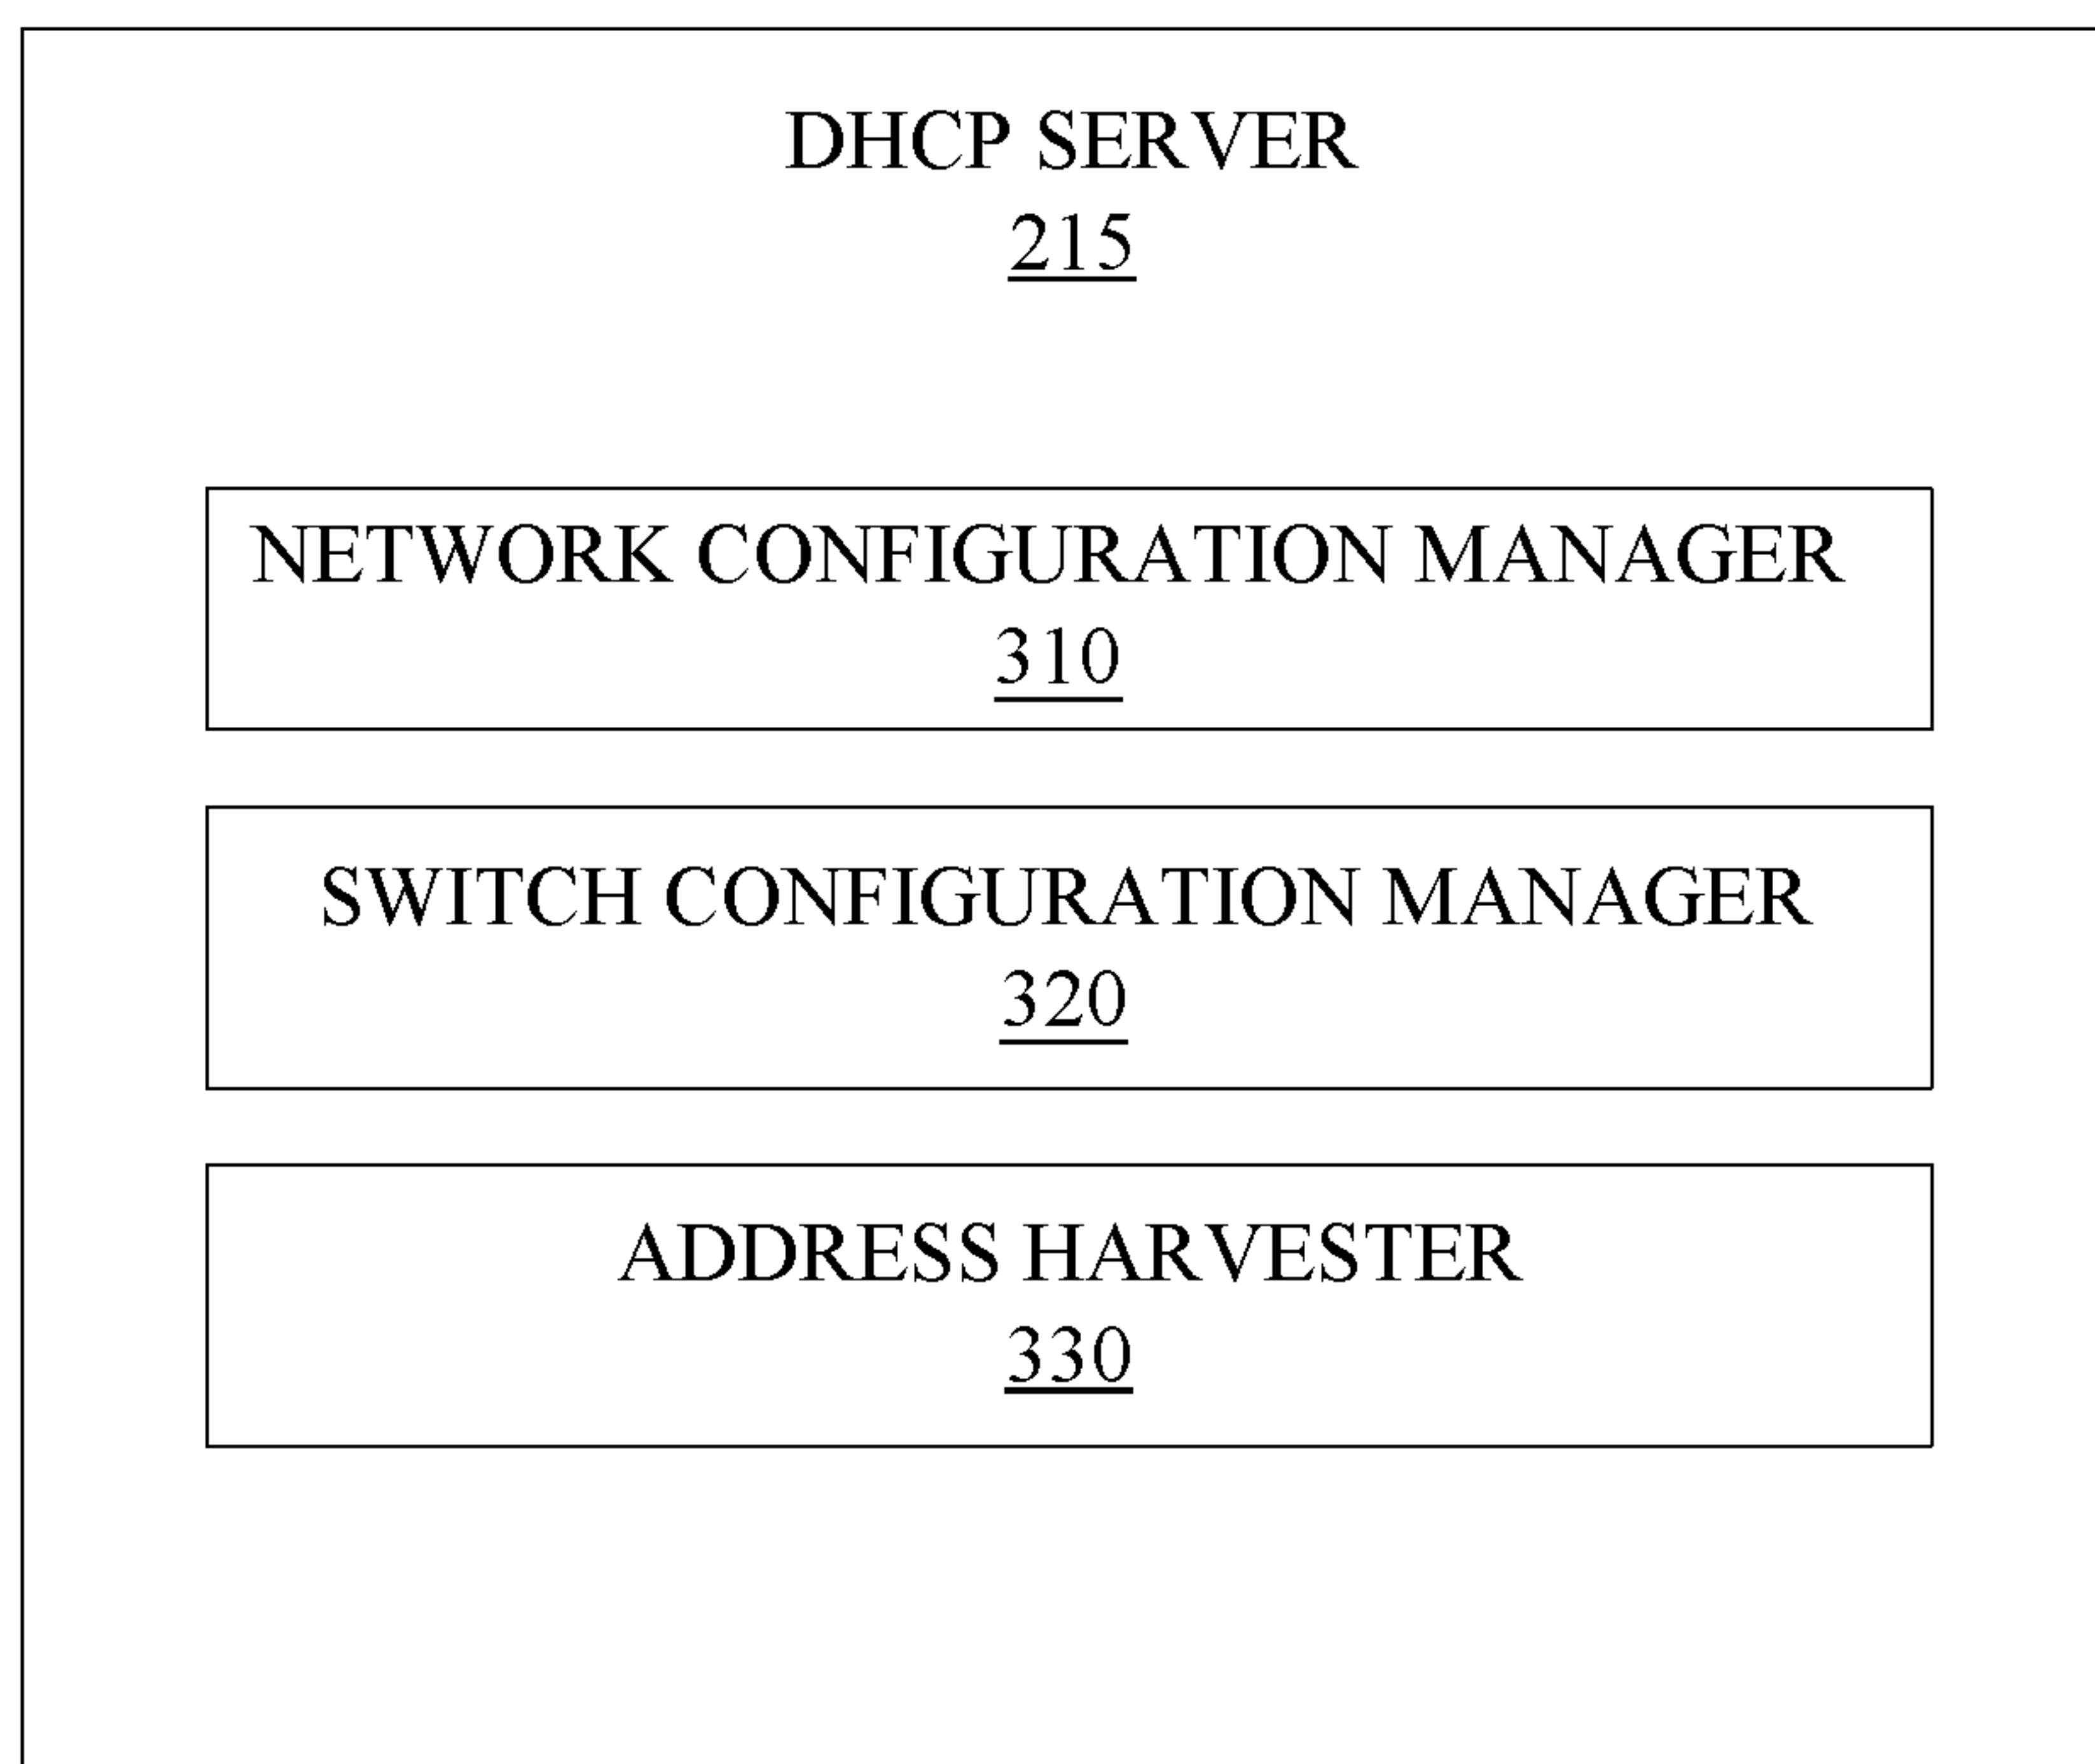 DHCP SERVER
215
NETWORK CONFIGURATION MANAGER
310
SWITCH CONFIGURATION MANAGER
320
ADDRESS HARVESTER
330